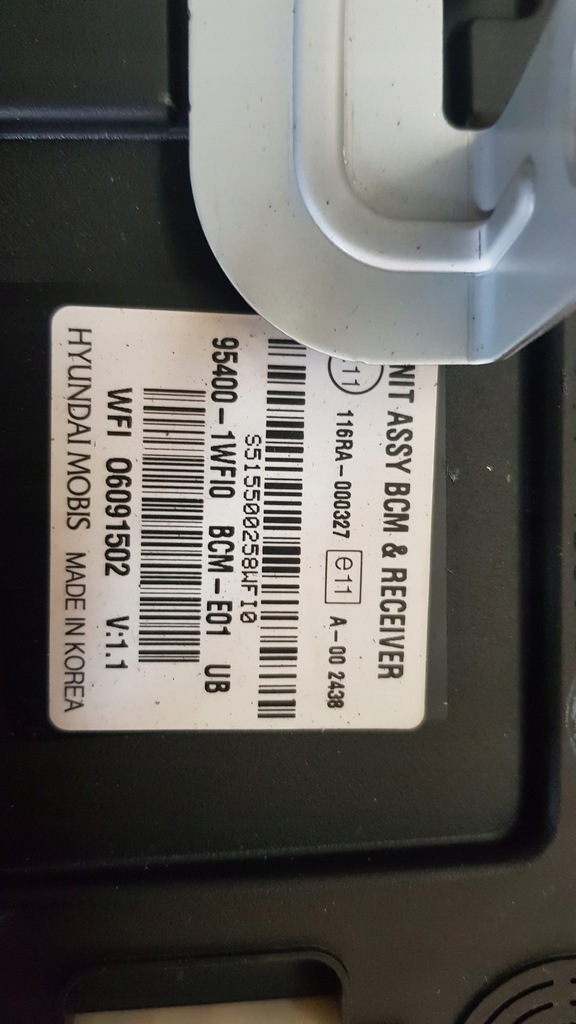 NIT ASSY BCM & RECEIVER
11 116RA-000327 e11 A-00 2438
S515500258WFI0
95400-1WFI0 BCM-E01 UB
WFI 06091502 V:1.1
HYUNDAI MOBIS MADE IN KOREA